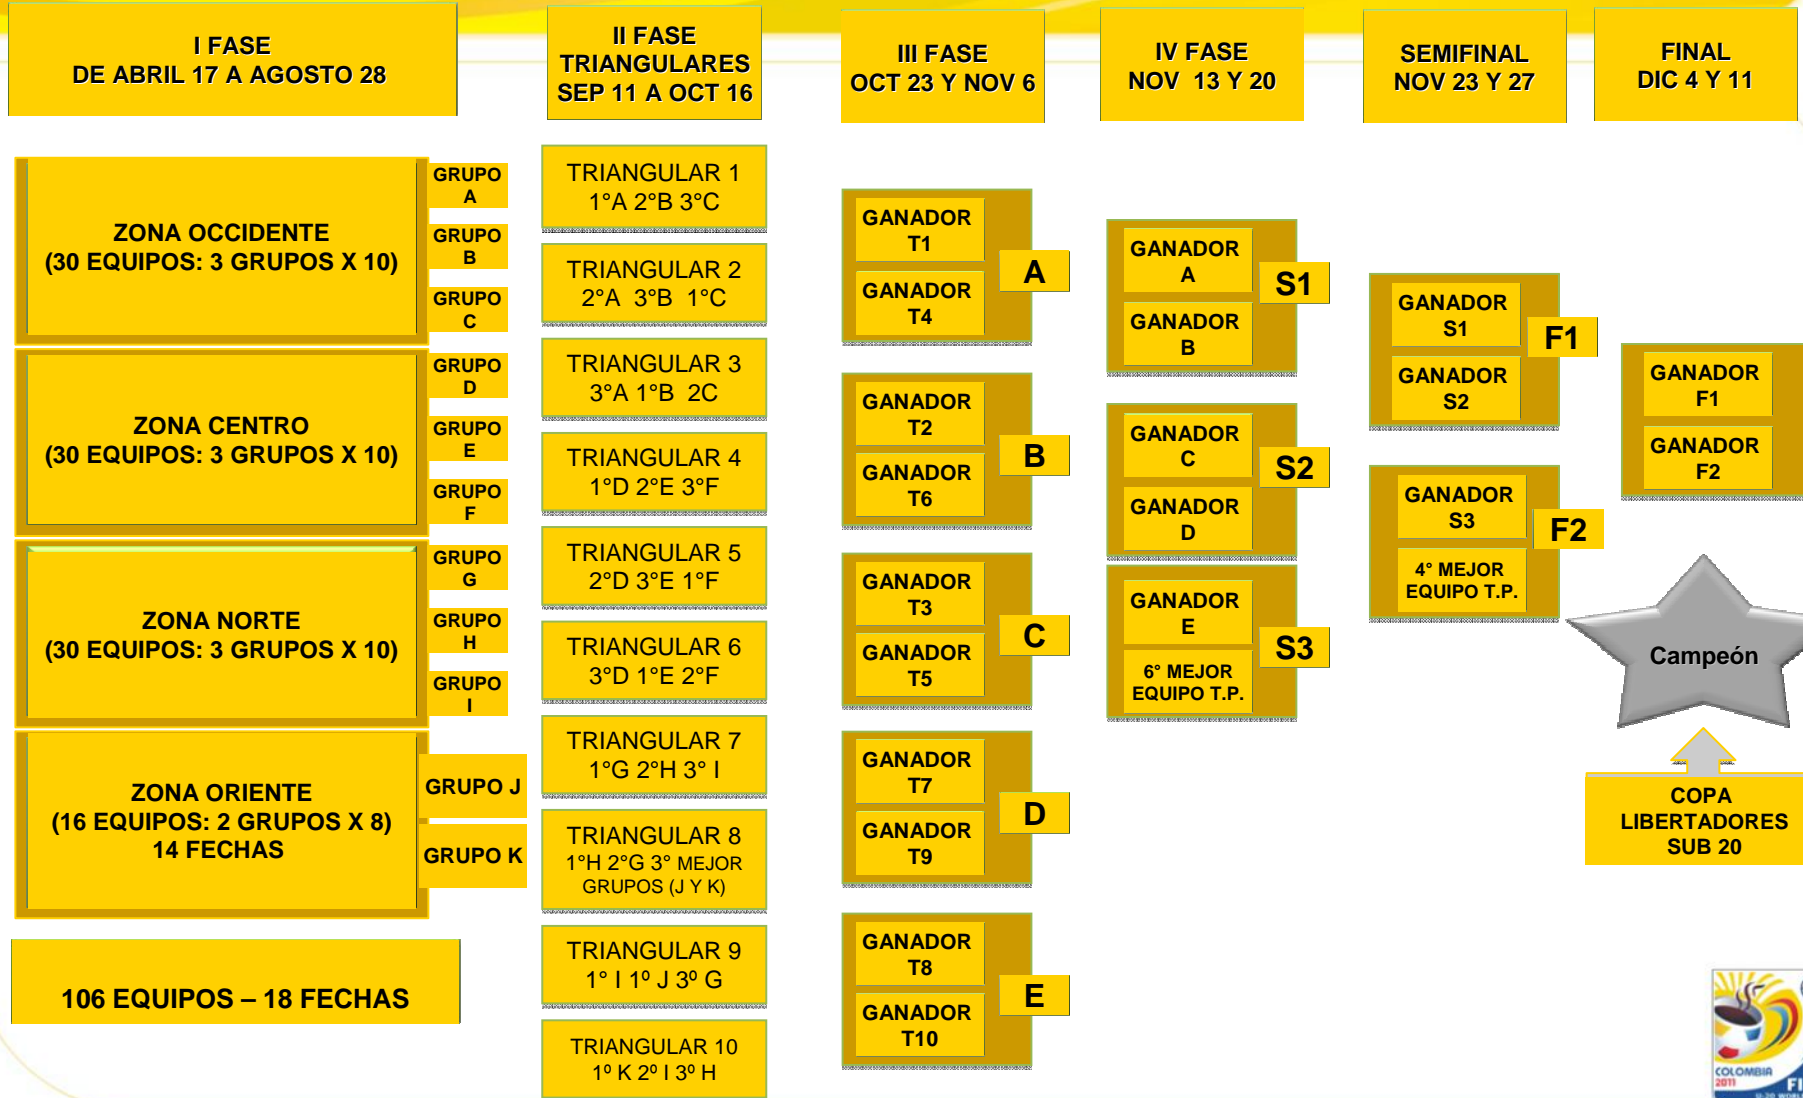 I FASE
DE ABRIL 17 A AGOSTO 28
II FASE
TRIANGULARES
SEP 11 A OCT 16
III FASE
OCT 23 Y NOV 6
IV FASE
NOV 13 Y 20
SEMIFINAL
NOV 23 Y 27
FINAL
DIC 4 Y 11
ZONA OCCIDENTE
(30 EQUIPOS: 3 GRUPOS X 10)
GRUPO
A
GRUPO
B
GRUPO
C
ZONA CENTRO
(30 EQUIPOS: 3 GRUPOS X 10)
GRUPO
D
GRUPO
E
GRUPO
F
ZONA NORTE
(30 EQUIPOS: 3 GRUPOS X 10)
GRUPO
G
GRUPO
H
GRUPO
I
ZONA ORIENTE
(16 EQUIPOS: 2 GRUPOS X 8)
14 FECHAS
GRUPO J
GRUPO K
106 EQUIPOS – 18 FECHAS
TRIANGULAR 1
1°A 2°B 3°C
TRIANGULAR 2
2°A 3°B 1°C
TRIANGULAR 3
3°A 1°B 2C
TRIANGULAR 4
1°D 2°E 3°F
TRIANGULAR 5
2°D 3°E 1°F
TRIANGULAR 6
3°D 1°E 2°F
TRIANGULAR 7
1°G 2°H 3° I
TRIANGULAR 8
1°H 2°G 3° MEJOR
GRUPOS (J Y K)
TRIANGULAR 9
1° I 1º J 3º G
TRIANGULAR 10
1º K 2º I 3º H
GANADOR
T1
GANADOR
T4
A
GANADOR
T2
GANADOR
T6
B
GANADOR
T3
GANADOR
T5
C
GANADOR
T7
GANADOR
T9
D
GANADOR
T8
GANADOR
T10
E
GANADOR
A
GANADOR
B
S1
GANADOR
C
GANADOR
D
S2
GANADOR
E
6° MEJOR
EQUIPO T.P.
S3
GANADOR
S1
GANADOR
S2
F1
GANADOR
S3
4° MEJOR
EQUIPO T.P.
F2
GANADOR
F1
GANADOR
F2
Campeón
COPA
LIBERTADORES
SUB 20
COLOMBIA
2011
FI